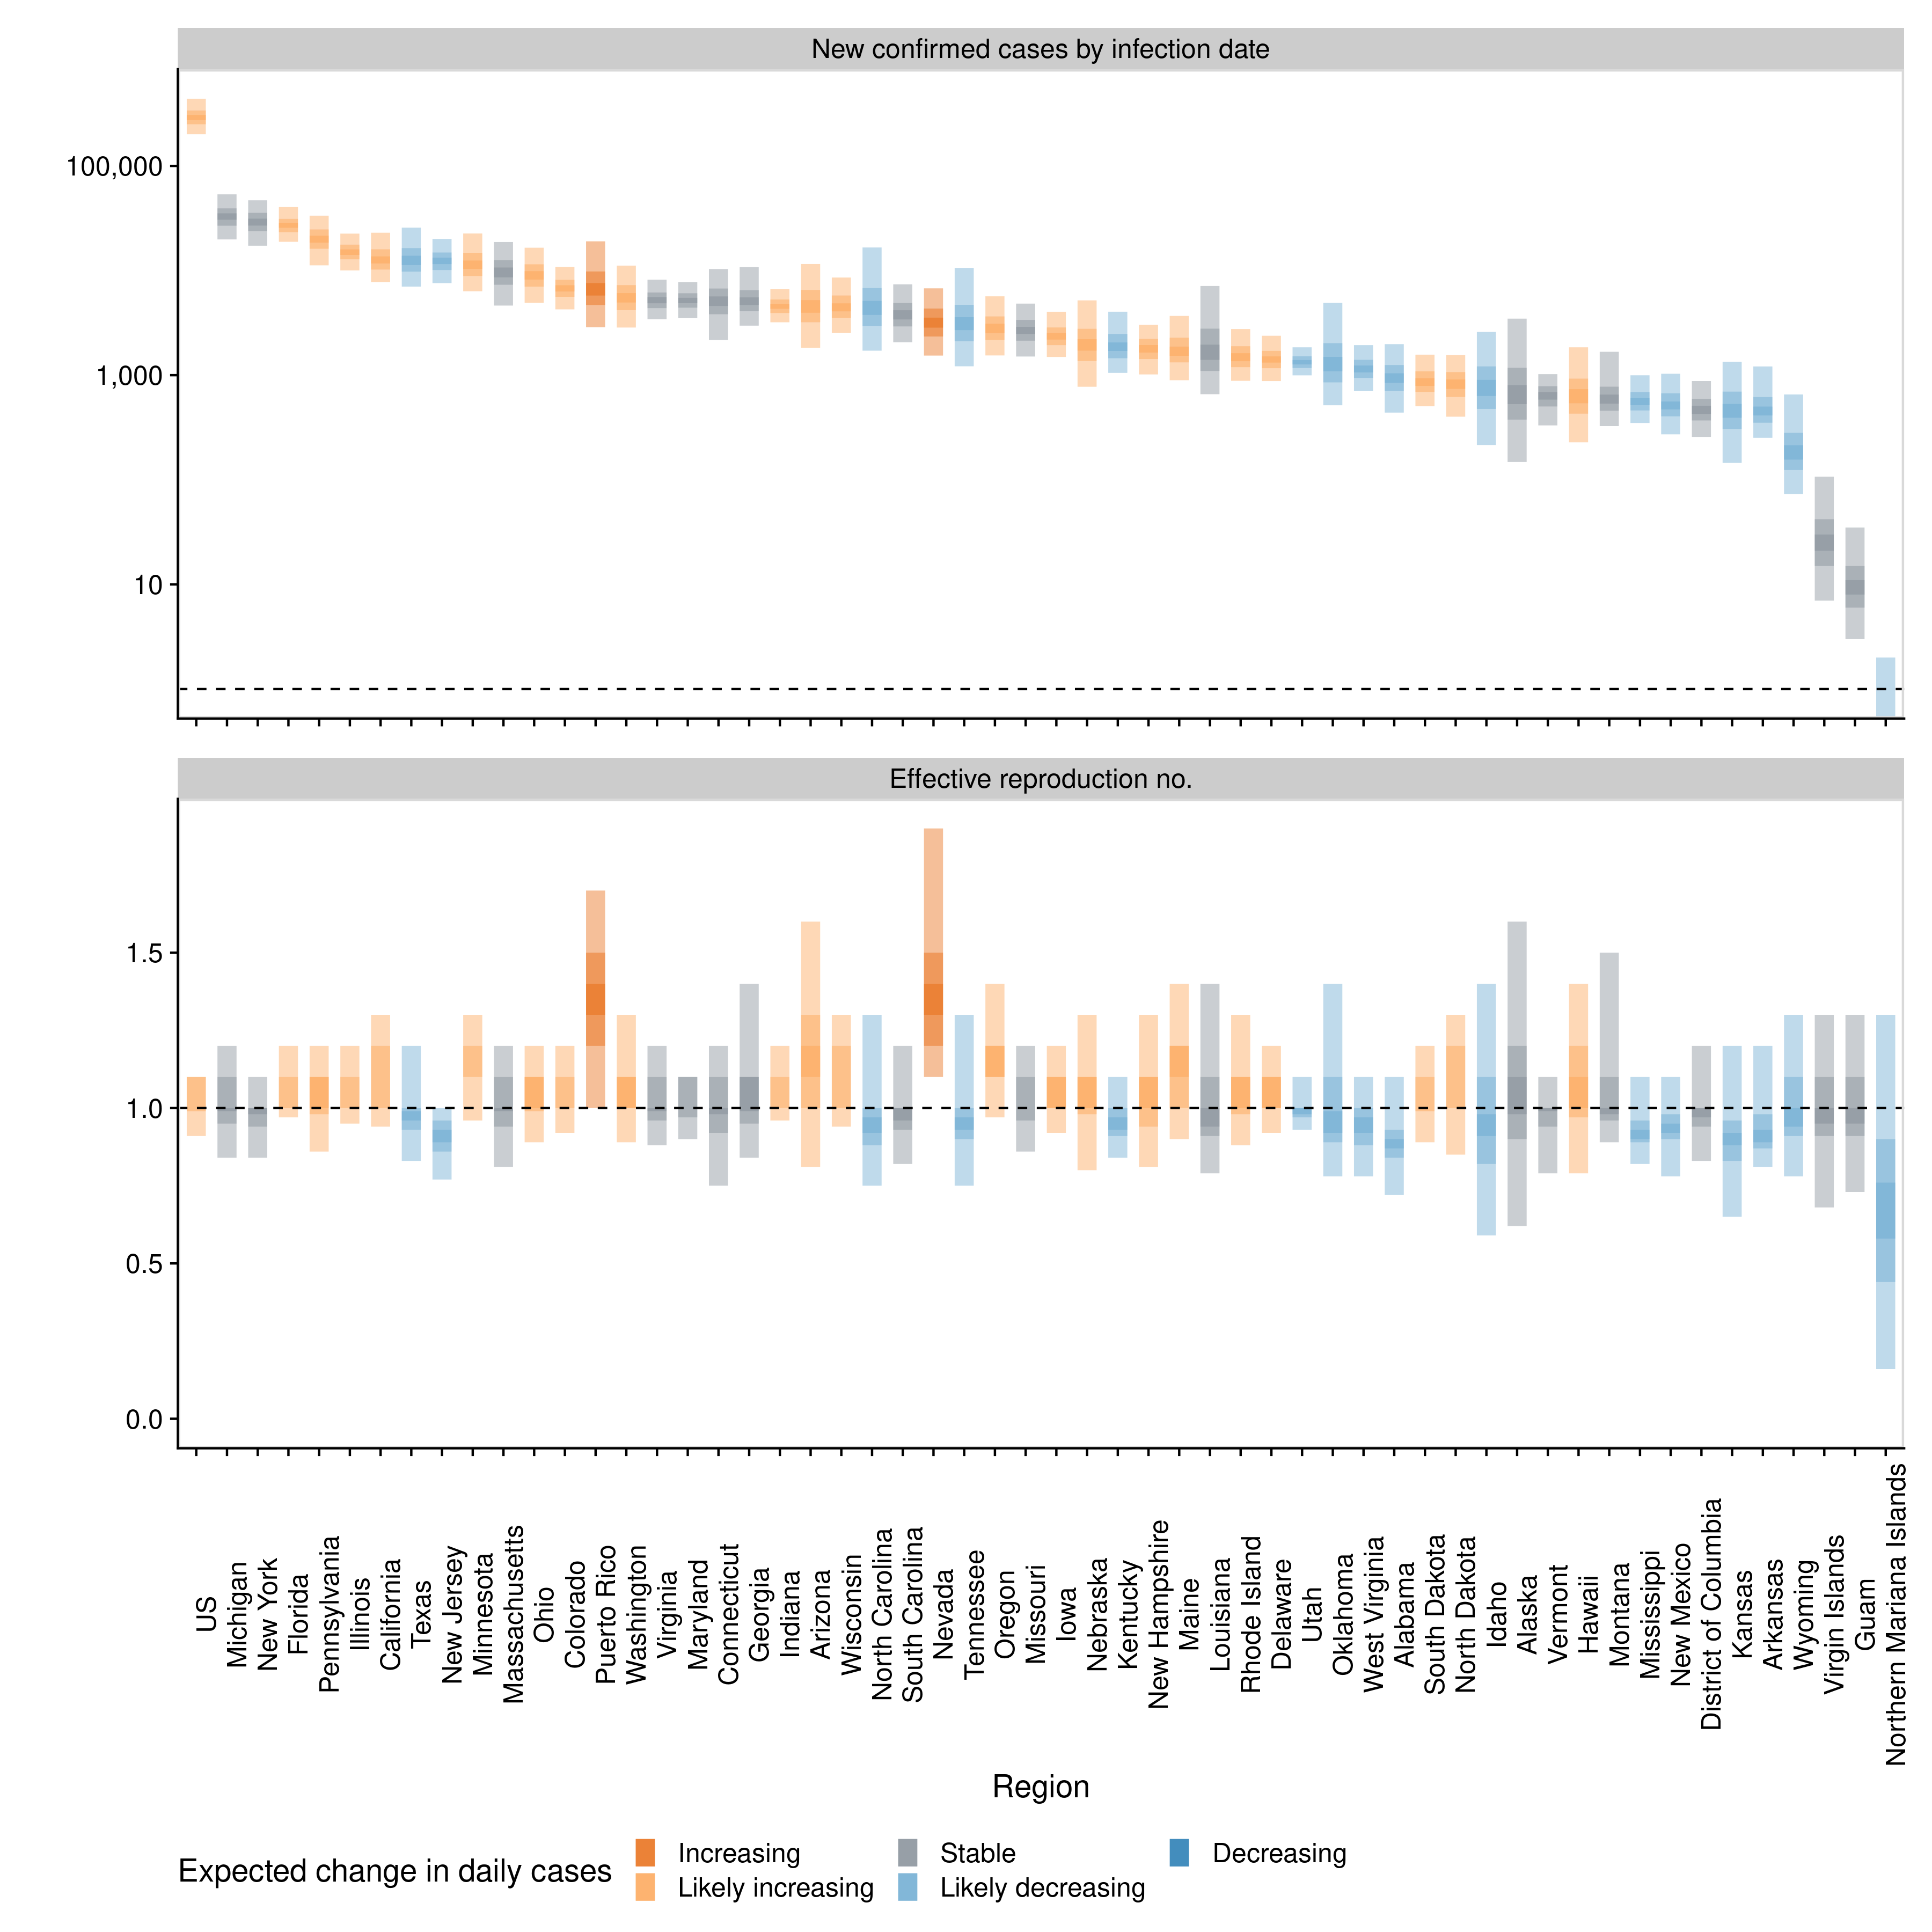 New confirmed cases by infection date
100,000
1,000
10
Effective reproduction no.
1.5
1.0
0.5
0.0
US
Michigan
New York
Florida
Pennsylvania
Illinois
California
Texas
New Jersey
Minnesota
Massachusetts
Ohio
Colorado
Puerto Rico
Washington
Virginia
Maryland
Connecticut
Georgia
Indiana
Arizona
Wisconsin
North Carolina
South Carolina
Nevada
Tennessee
Oregon
Missouri
Iowa
Nebraska
Kentucky
New Hampshire
Maine
Louisiana
Rhode Island
Delaware
Utah
Oklahoma
West Virginia
Alabama
South Dakota
North Dakota
Idaho
Alaska
Vermont
Hawaii
Montana
Mississippi
New Mexico
District of Columbia
Kansas
Arkansas
Wyoming
Virgin Islands
Guam
Northern Mariana Islands
Region
Expected change in daily cases
Increasing
Likely increasing
Stable
Likely decreasing
Decreasing